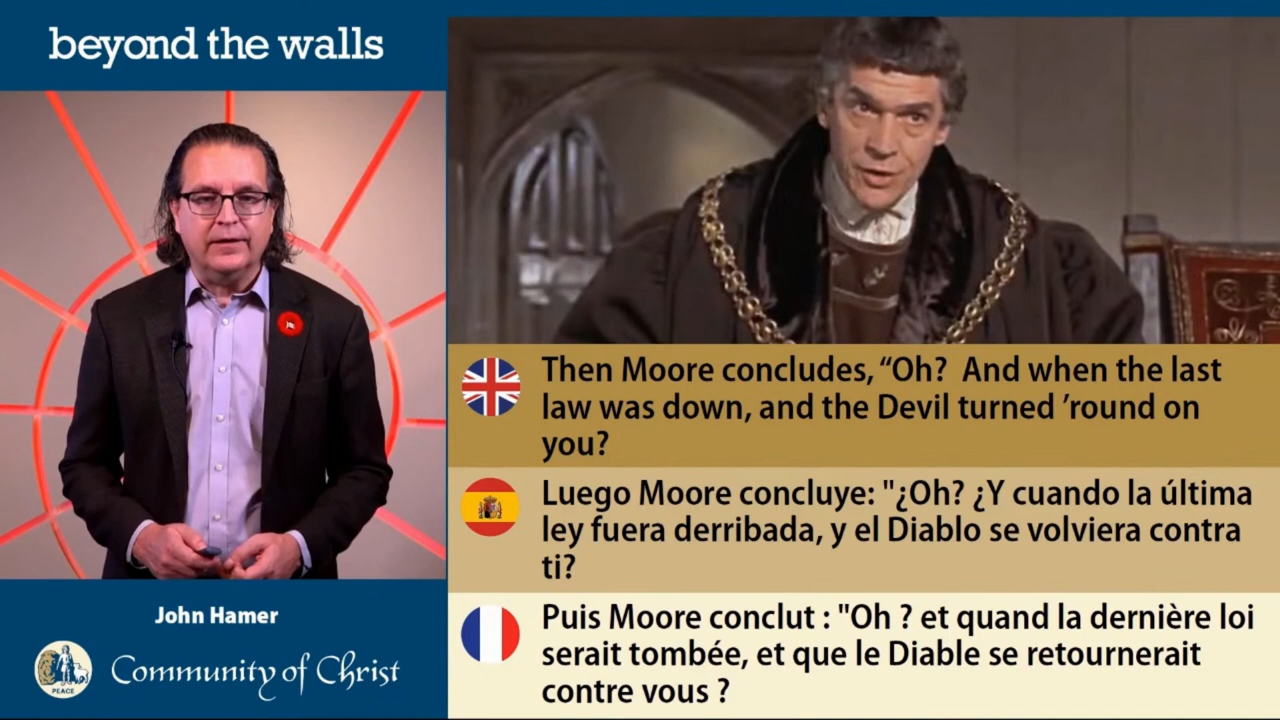 beyond the walls
Then Moore concludes, “Oh?  And when the last
law was down, and the Devil turned ’round on
you?
Luego Moore concluye: "¿Oh? ¿Y cuando la última
ley fuera derribada, y el Diablo se volviera contra
ti?
Puis Moore conclut : "Oh ? et quand la dernière loi
serait tombée, et que le Diable se retournerait
contre vous ?
John Hamer
PEACE
Community of Christ